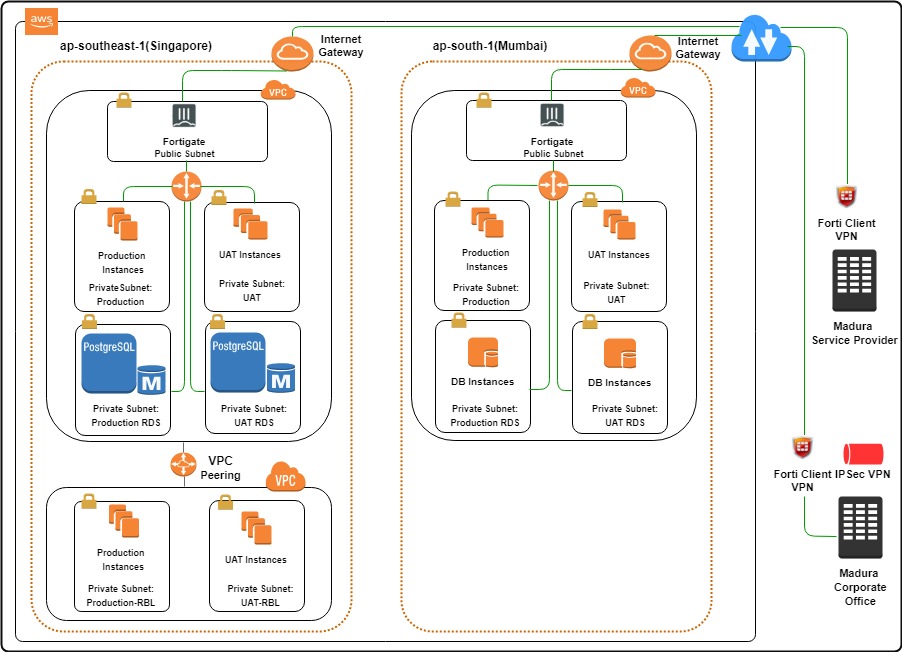 aws
ap-southeast-1(Singapore)
Internet
Gateway
VPC
Fortigate
Public Subnet
Production
Instances
PrivateSubnet:
Production
UAT Instances
Private Subnet:
UAT
PostgreSQL
M
Private Subnet:
Production RDS
PostgreSQL
M
Private Subnet:
UAT RDS
VPC
Peering
VPC
Production
Instances
Private Subnet:
Production-RBL
UAT Instances
Private Subnet:
UAT-RBL
ap-south-1(Mumbai)
Internet
Gateway
VPC
Fortigate
Public Subnet
Production
Instances
Private Subnet:
Production
UAT Instances
Private Subnet:
UAT
DB Instances
Private Subnet:
Production RDS
DB Instances
Private Subnet:
UAT RDS
Forti Client
VPN
Madura
Service Provider
Forti Client
VPN
IPSec VPN
Madura
Corporate
Office